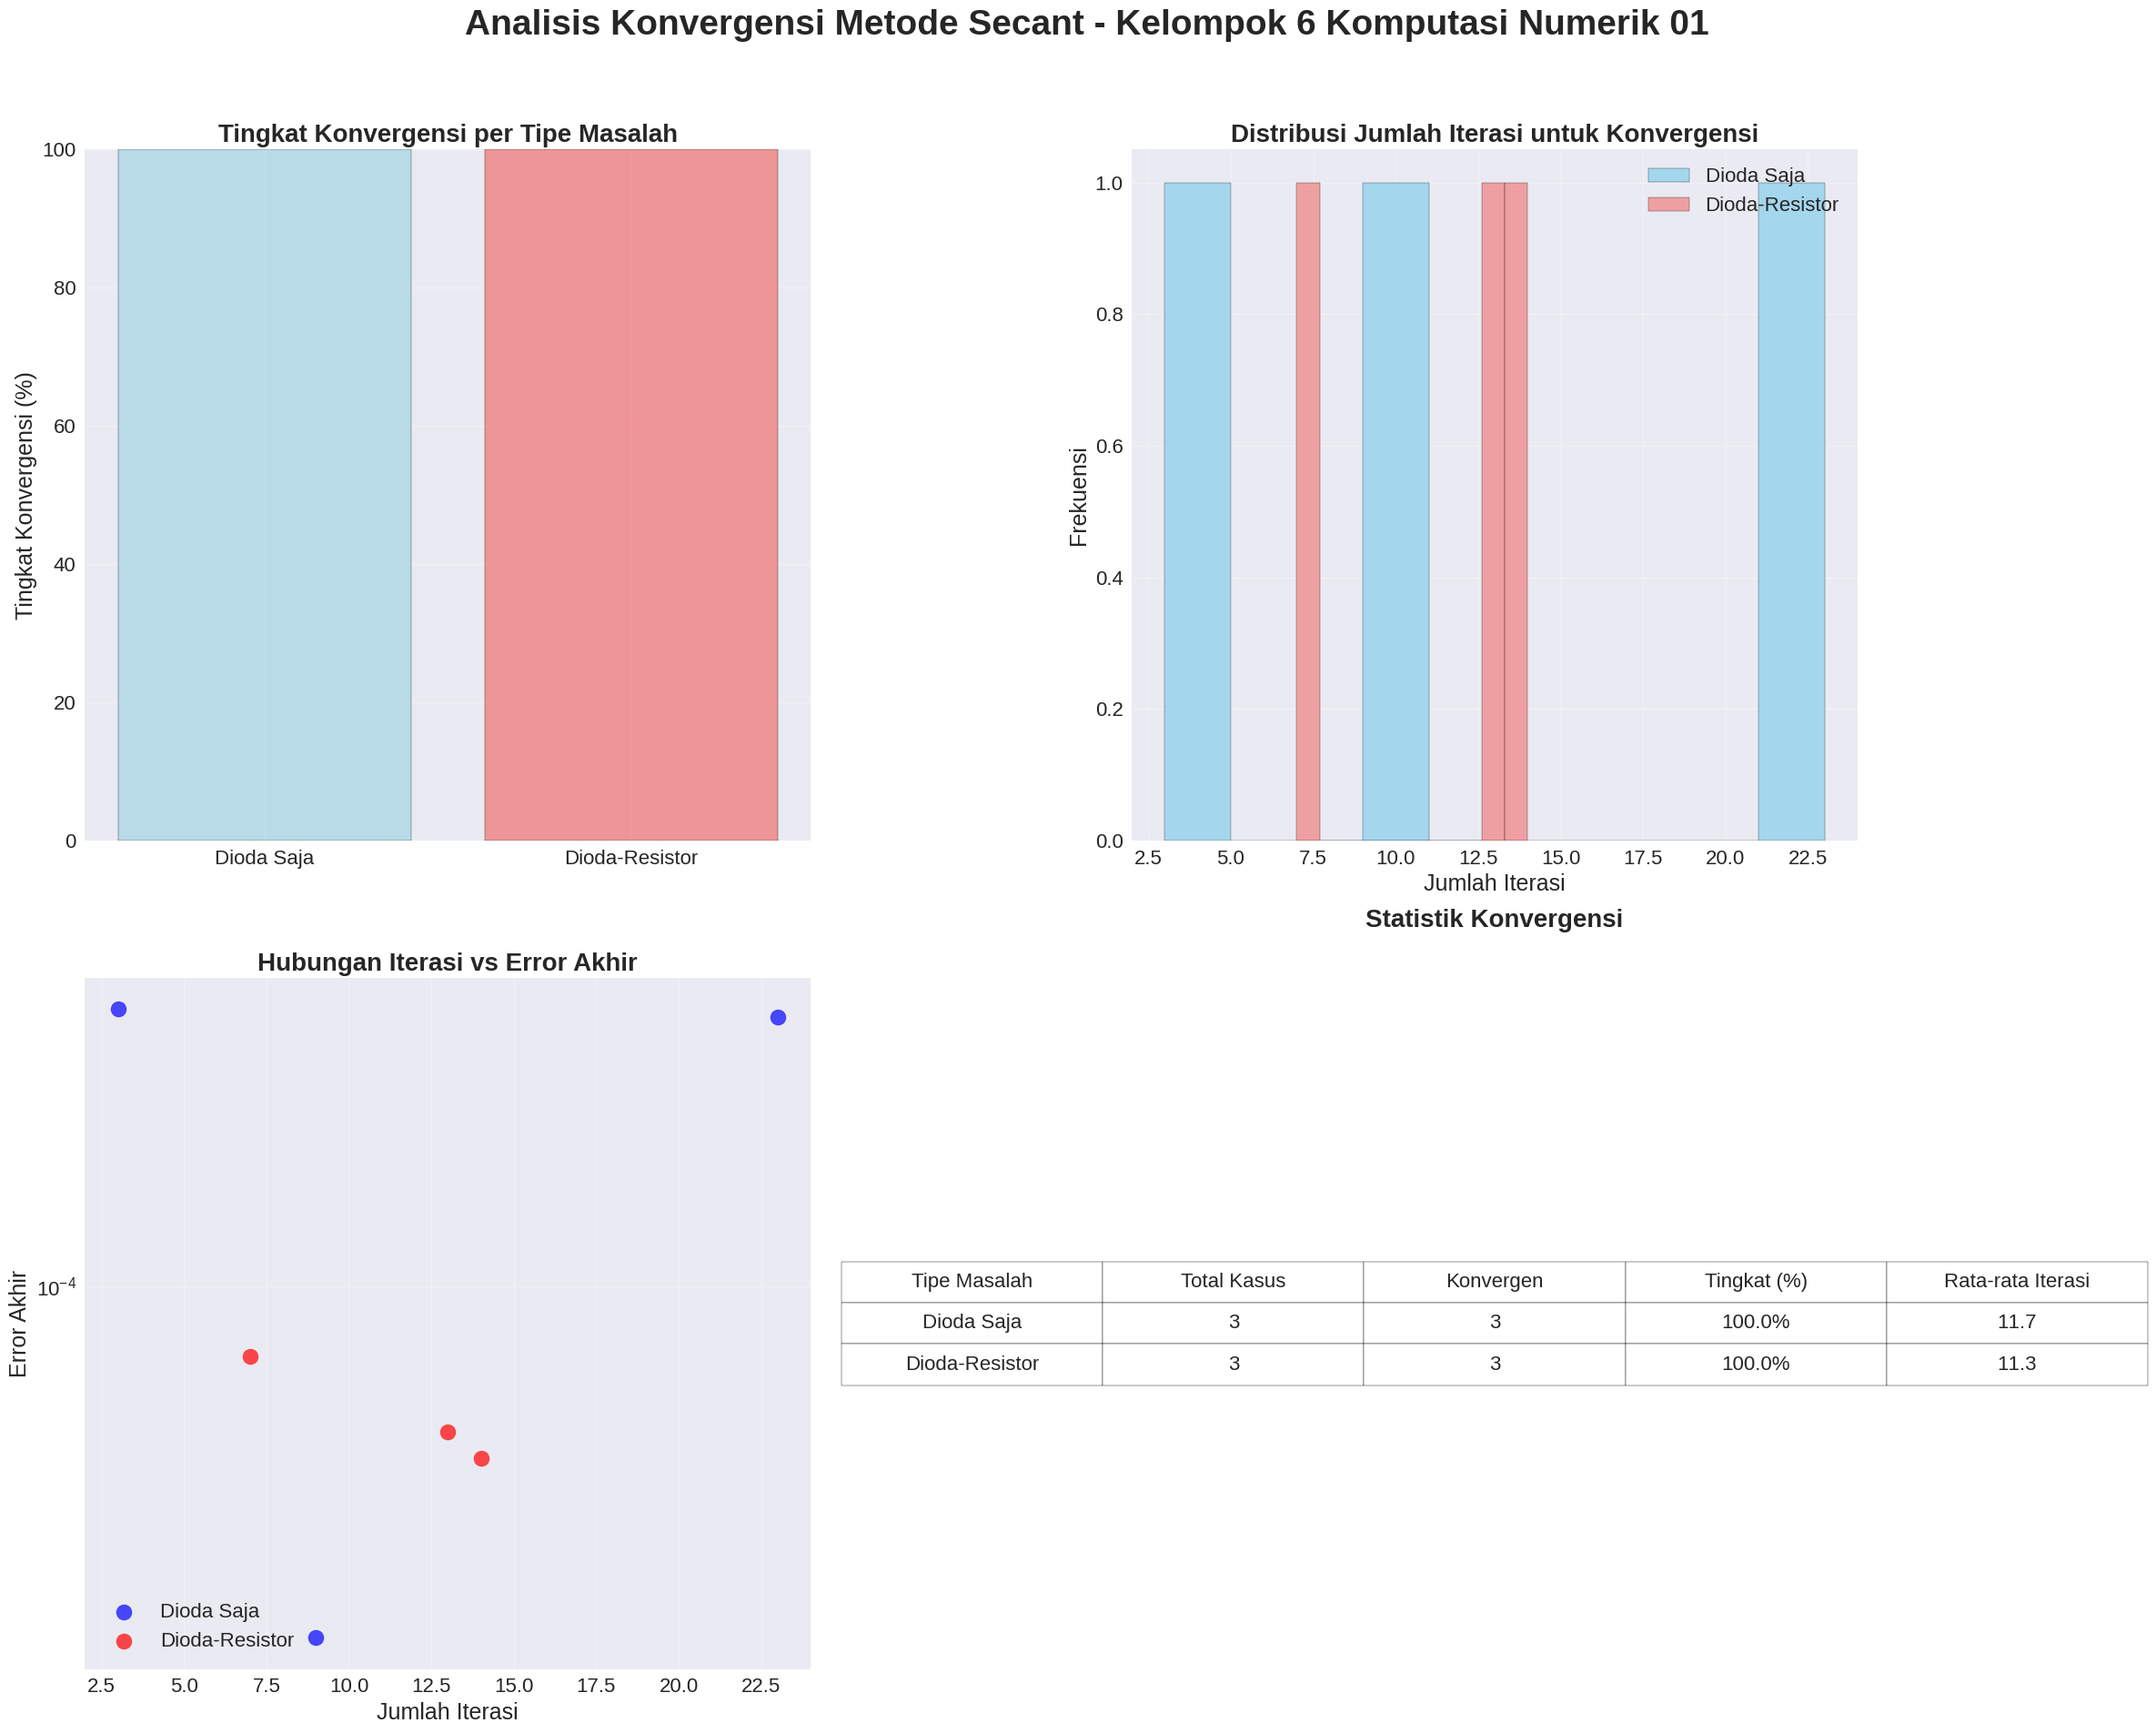 Analisis Konvergensi Metode Secant - Kelompok 6 Komputasi Numerik 01
Tingkat Konvergensi per Tipe Masalah
100
80
60
40
20
0
Tingkat Konvergensi (%)
Dioda Saja
Dioda-Resistor
Distribusi Jumlah Iterasi untuk Konvergensi
Dioda Saja
Dioda-Resistor
1.0
0.8
0.6
0.4
0.2
0.0
Frekuensi
2.5 5.0 7.5 10.0 12.5 15.0 17.5 20.0 22.5
Jumlah Iterasi
Hubungan Iterasi vs Error Akhir
10⁻⁴
Error Akhir
Dioda Saja
Dioda-Resistor
2.5 5.0 7.5 10.0 12.5 15.0 17.5 20.0 22.5
Jumlah Iterasi
Statistik Konvergensi
Tipe Masalah Total Kasus Konvergen Tingkat (%) Rata-rata Iterasi
Dioda Saja 3 3 100.0% 11.7
Dioda-Resistor 3 3 100.0% 11.3